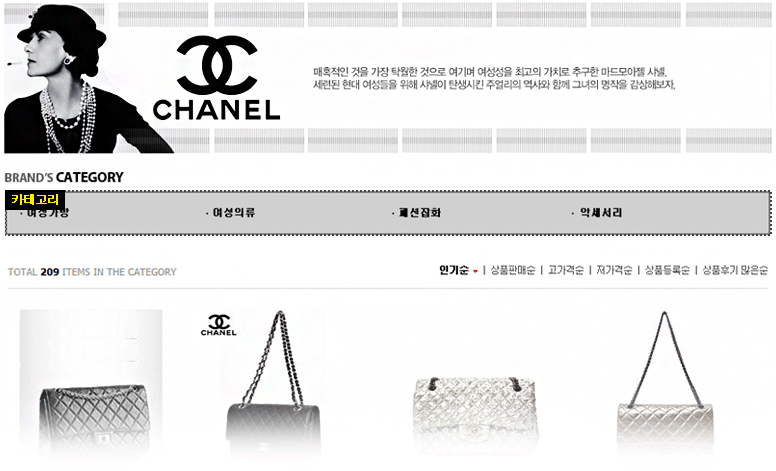 CHANEL
매혹적인 것을 가장 탁월한 것으로 여기며 여성성을 최고의 가치로 추구한 마드모아젤 샤넬,
세련된 현대 여성들을 위해 샤넬이 탄생시킨 주얼리의 역사와 함께 그녀의 명작을 감상해보자.
BRAND'S CATEGORY
카테고리
· 여성가방 · 여성의류 · 패션잡화 · 악세서리
TOTAL 209 ITEMS IN THE CATEGORY 인기순 | 상품판매순 | 고가격순 | 저가격순 | 상품등록순 | 상품후기 많은순
CHANEL